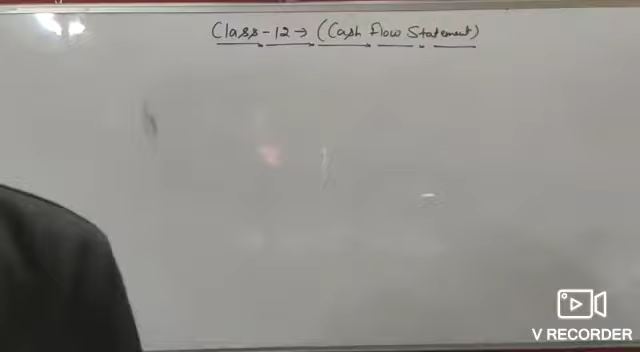 Class-12 → (Cash Flow Statement)
V RECORDER